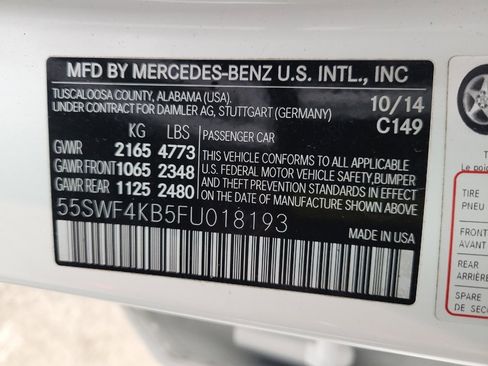 MFD BY MERCEDES-BENZ U.S. INTL., INC
TUSCALOOSA COUNTY, ALABAMA (USA).
UNDER CONTRACT FOR DAIMLER AG, STUTTGART (GERMANY)
10/14
C149
KG LBS
GVWR 2165 4773
GAWR FRONT 1065 2348
GAWR REAR 1125 2480
PASSENGER CAR
THIS VEHICLE CONFORMS TO ALL APPLICABLE
U.S. FEDERAL MOTOR VEHICLE SAFETY,BUMPER
AND THEFT PREVENTION STANDARDS IN EFFECT
ON THE DATE OF MANUFACTURE SHOWN ABOVE
55SWF4KB5FU018193
MADE IN USA
TIRE
PNEU
FRONT
AVANT
REAR
ARRIÈRE
SPARE
DE